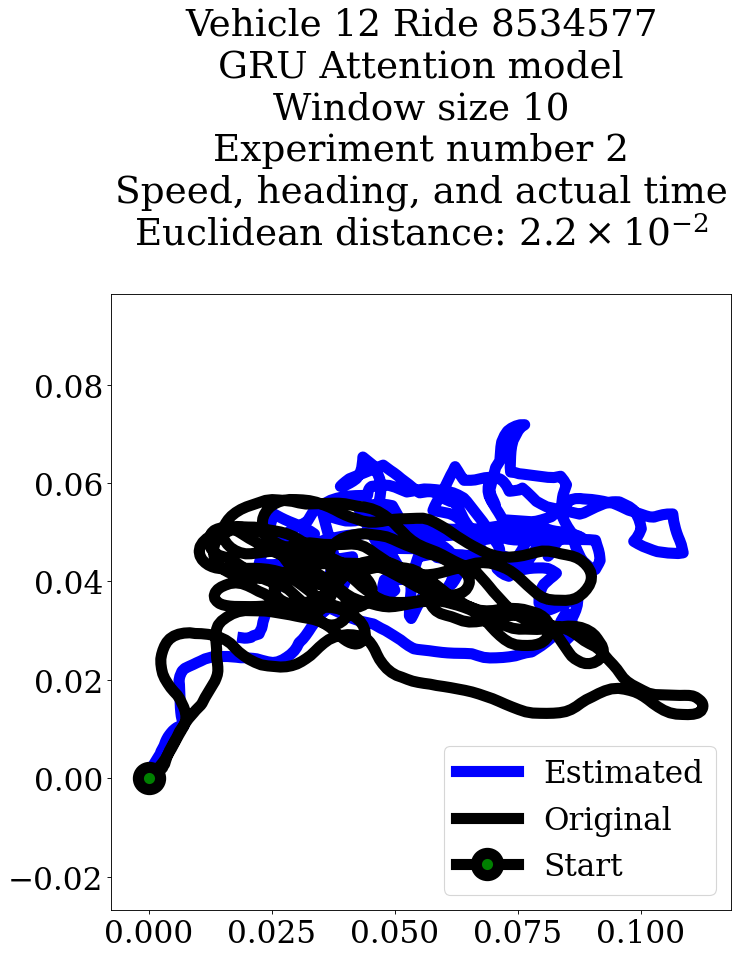 Vehicle 12 Ride 8534577
GRU Attention model
Window size 10
Experiment number 2
Speed, heading, and actual time
Euclidean distance: 2.2 × 10⁻²
0.08
0.06
0.04
0.02
0.00
−0.02
Estimated
Original
Start
0.000 0.025 0.050 0.075 0.100